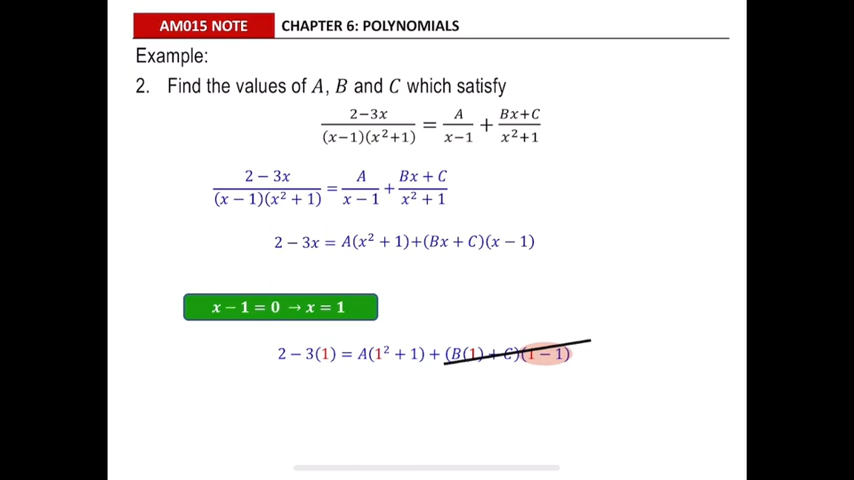 AM015 NOTE CHAPTER 6: POLYNOMIALS
Example:
2. Find the values of A, B and C which satisfy
(2−3x)/((x−1)(x²+1)) = A/(x−1) + (Bx+C)/(x²+1)
(2 − 3x)/((x − 1)(x² + 1)) = A/(x − 1) + (Bx + C)/(x² + 1)
2 − 3x = A(x² + 1)+(Bx + C)(x − 1)
x − 1 = 0 → x = 1
2 − 3(1) = A(1² + 1) + (B(1) + C)(1 − 1)